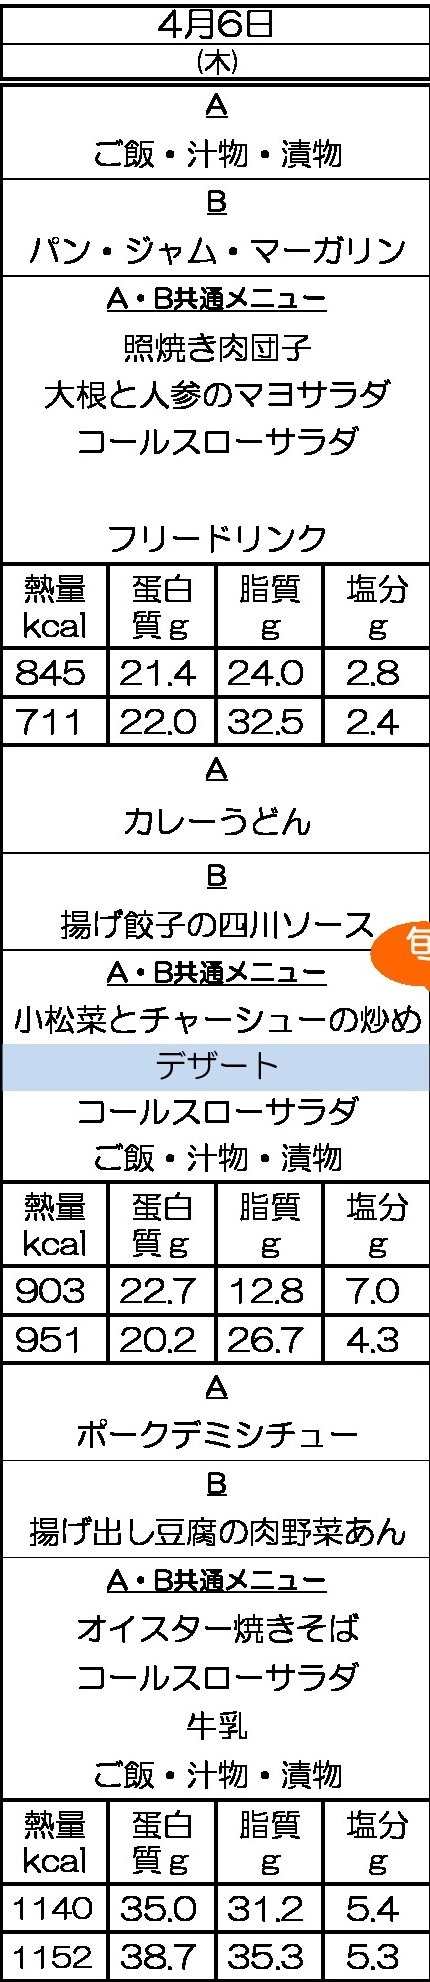 4月6日
(木)
A
ご飯・汁物・漬物
B
パン・ジャム・マーガリン
A・B共通メニュー
照焼き肉団子
大根と人参のマヨサラダ
コールスローサラダ
フリードリンク
熱量 蛋白 脂質 塩分
kcal 質g g g
845 21.4 24.0 2.8
711 22.0 32.5 2.4
A
カレーうどん
B
揚げ餃子の四川ソース
旬
A・B共通メニュー
小松菜とチャーシューの炒め
デザート
コールスローサラダ
ご飯・汁物・漬物
熱量 蛋白 脂質 塩分
kcal 質g g g
903 22.7 12.8 7.0
951 20.2 26.7 4.3
A
ポークデミシチュー
B
揚げ出し豆腐の肉野菜あん
A・B共通メニュー
オイスター焼きそば
コールスローサラダ
牛乳
ご飯・汁物・漬物
熱量 蛋白 脂質 塩分
kcal 質g g g
1140 35.0 31.2 5.4
1152 38.7 35.3 5.3